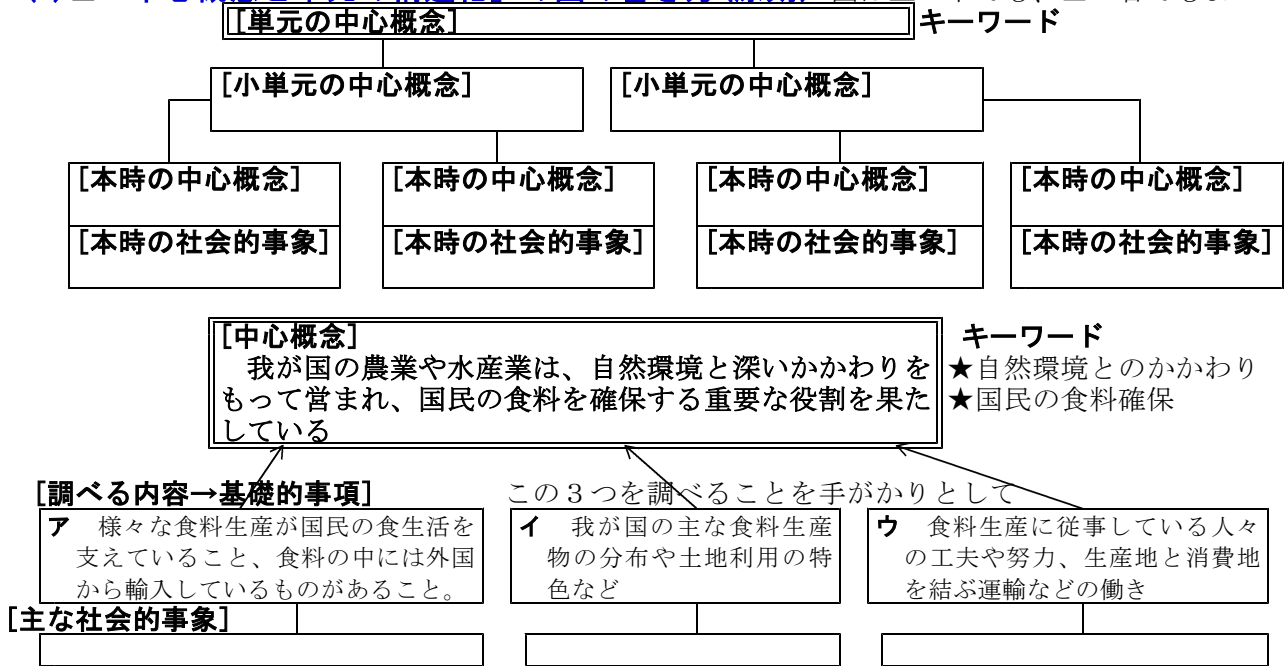 [単元の中心概念]
キーワード
[小単元の中心概念]
[小単元の中心概念]
[本時の中心概念]
[本時の中心概念]
[本時の中心概念]
[本時の中心概念]
[本時の社会的事象]
[本時の社会的事象]
[本時の社会的事象]
[本時の社会的事象]
[中心概念]
我が国の農業や水産業は、自然環境と深いかかわりを
もって営まれ、国民の食料を確保する重要な役割を果た
している
キーワード
★自然環境とのかかわり
★国民の食料確保
[調べる内容→基礎的事項]
この3つを調べることを手がかりとして
ア 様々な食料生産が国民の食生活を
支えていること、食料の中には外国
から輸入しているものがあること。
イ 我が国の主な食料生産
物の分布や土地利用の特
色など
ウ 食料生産に従事している人々
の工夫や努力、生産地と消費地
を結ぶ運輸などの働き
[主な社会的事象]